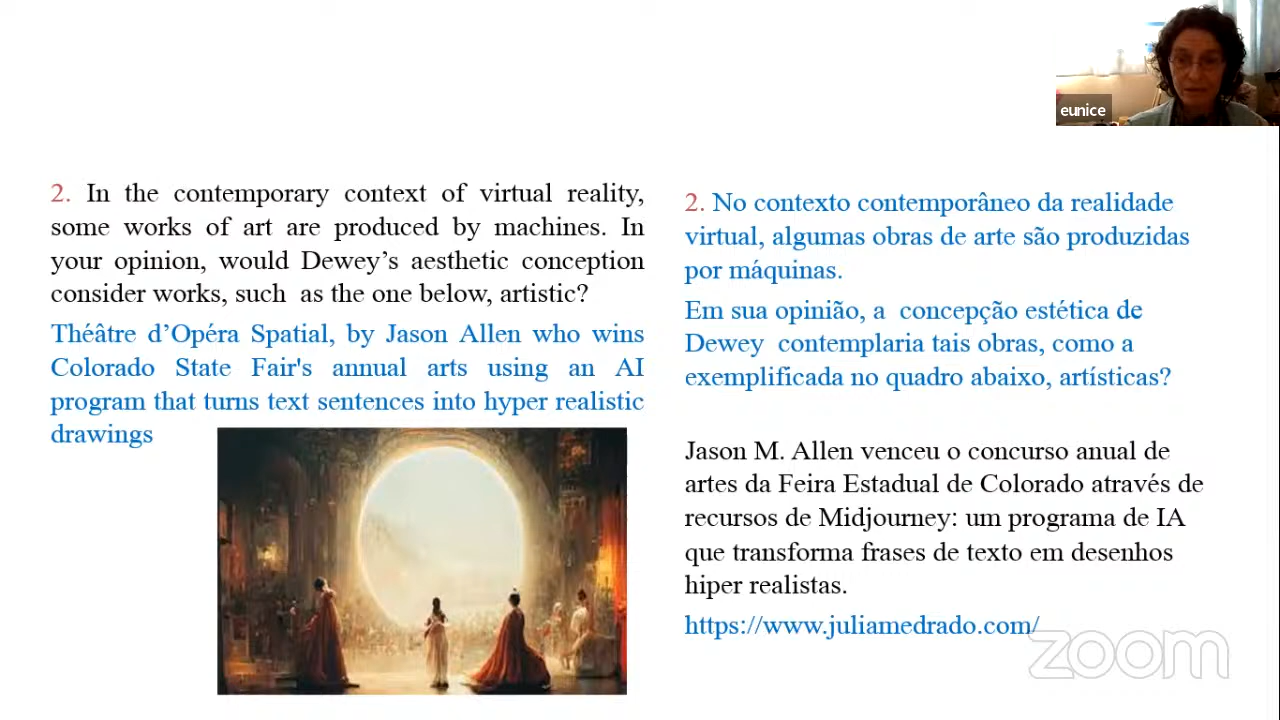 eunice
2. In the contemporary context of virtual reality,
some works of art are produced by machines. In
your opinion, would Dewey’s aesthetic conception
consider works, such  as the one below, artistic?
Théâtre d’Opéra Spatial, by Jason Allen who wins
Colorado State Fair's annual arts using an AI
program that turns text sentences into hyper realistic
drawings
2. No contexto contemporâneo da realidade
virtual, algumas obras de arte são produzidas
por máquinas.
Em sua opinião, a  concepção estética de
Dewey  contemplaria tais obras, como a
exemplificada no quadro abaixo, artísticas?
Jason M. Allen venceu o concurso anual de
artes da Feira Estadual de Colorado através de
recursos de Midjourney: um programa de IA
que transforma frases de texto em desenhos
hiper realistas.
https://www.juliamedrado.com/
zoom